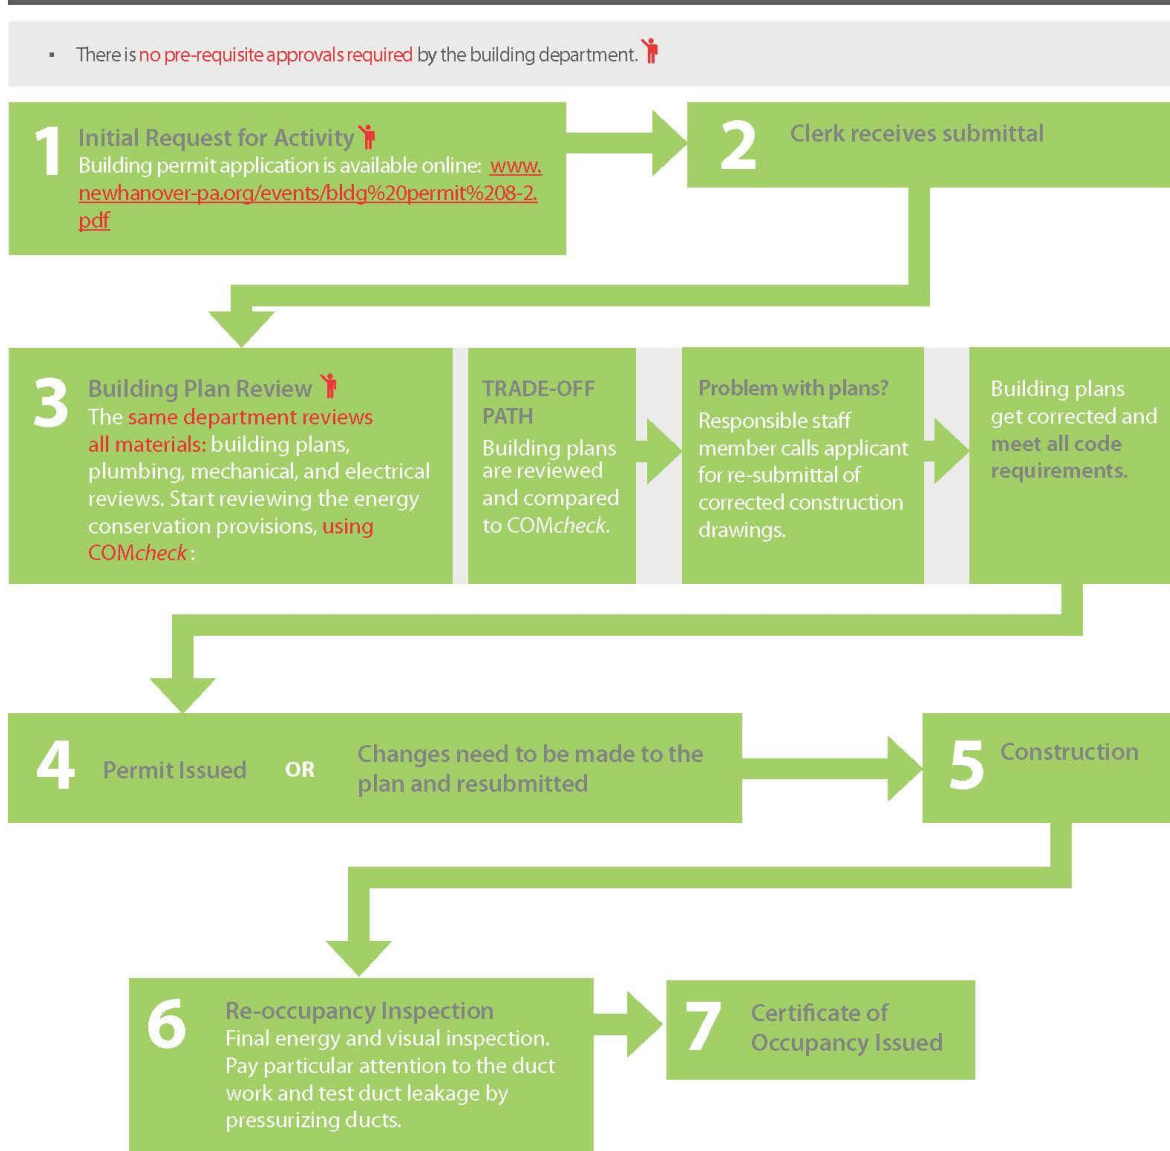 ▪ There is no pre-requisite approvals required by the building department.
1 Initial Request for Activity
Building permit application is available online: www.
newhanover-pa.org/events/bldg%20permit%208-2.
pdf
2 Clerk receives submittal
3 Building Plan Review
The same department reviews
all materials: building plans,
plumbing, mechanical, and electrical
reviews. Start reviewing the energy
conservation provisions, using
COMcheck :
TRADE-OFF
PATH
Building plans
are reviewed
and compared
to COMcheck.
Problem with plans?
Responsible staff
member calls applicant
for re-submittal of
corrected construction
drawings.
Building plans
get corrected and
meet all code
requirements.
4 Permit Issued OR Changes need to be made to the
plan and resubmitted
5 Construction
6 Re-occupancy Inspection
Final energy and visual inspection.
Pay particular attention to the duct
work and test duct leakage by
pressurizing ducts.
7 Certificate of
Occupancy Issued